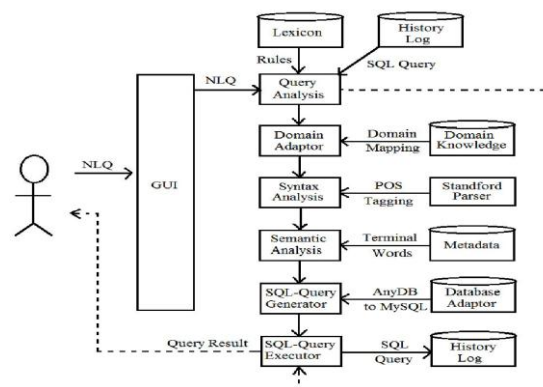 Lexicon
History
Log
Rules
SQL Query
NLQ
Query
Analysis
Domain
Adaptor
Domain
Mapping
Domain
Knowledge
NLQ
GUI
Syntax
Analysis
POS
Tagging
Standford
Parser
Semantic
Analysis
Terminal
Words
Metadata
SQL-Query
Generator
AnyDB
to MySQL
Database
Adaptor
Query Result
SQL-Query
Executor
SQL
Query
History
Log